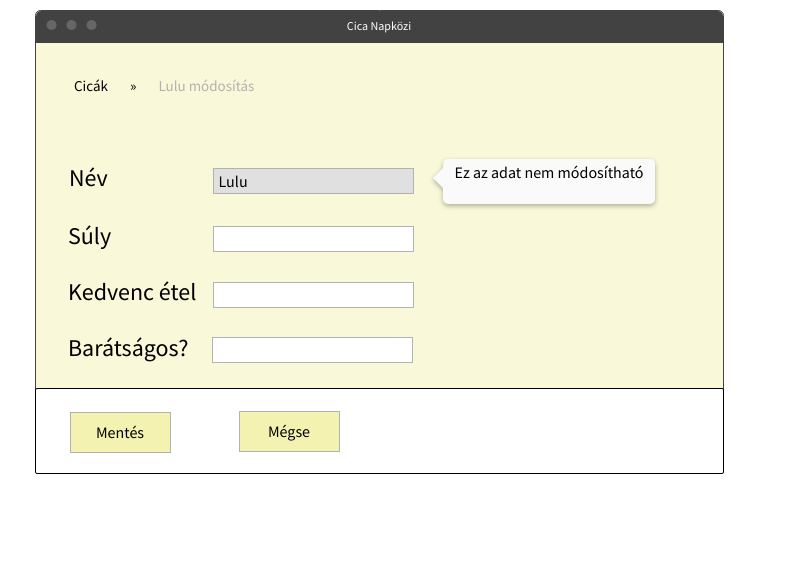 Cica Napközi
Cicák » Lulu módosítás
Név Lulu Ez az adat nem módosítható
Súly
Kedvenc étel
Barátságos?
Mentés Mégse